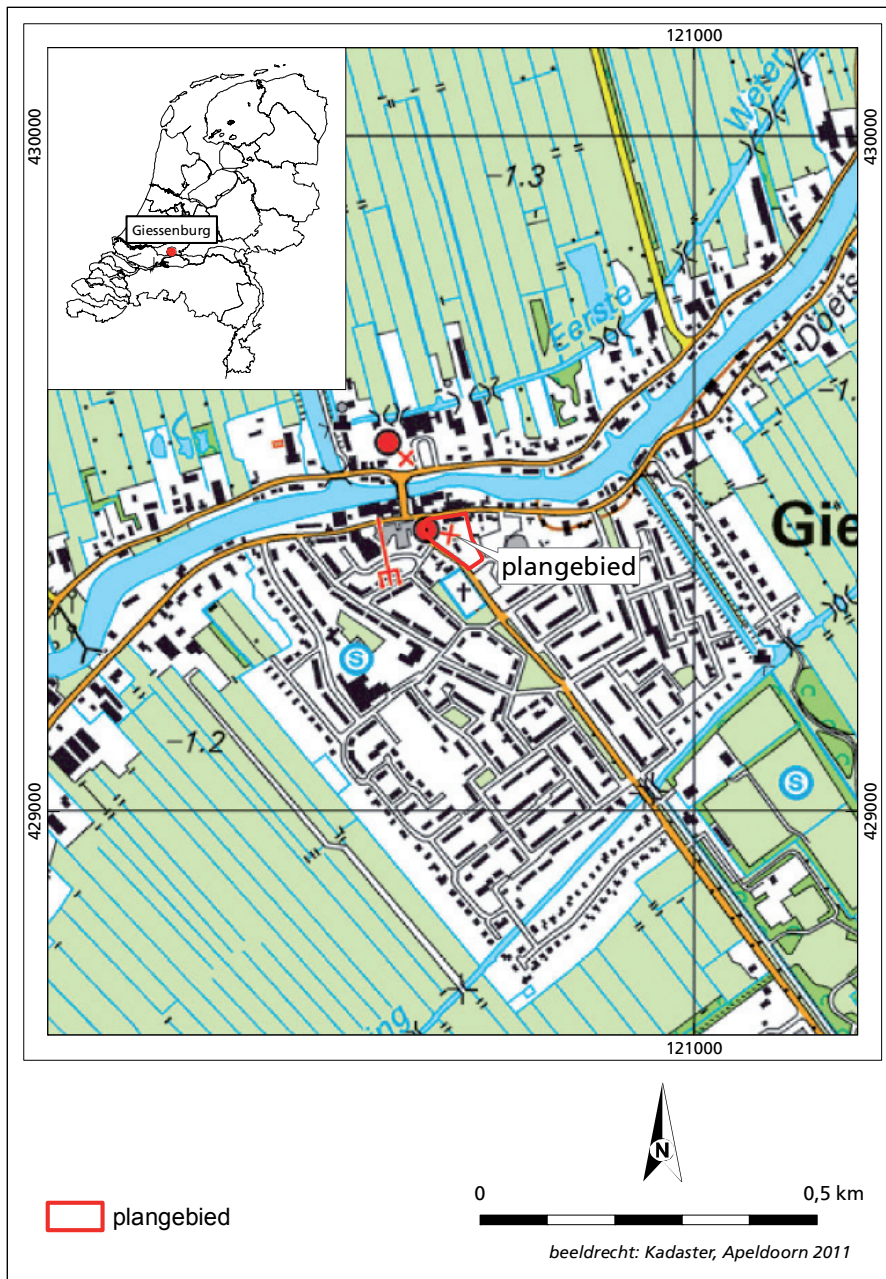 121000
430000
430000
Giessenburg
Weter
-1.3
Eerste
Doets
-1.
Gie
plangebied
S
-1.2
S
429000
429000
ing
121000
N
0
0,5 km
plangebied
beeldrecht: Kadaster, Apeldoorn 2011